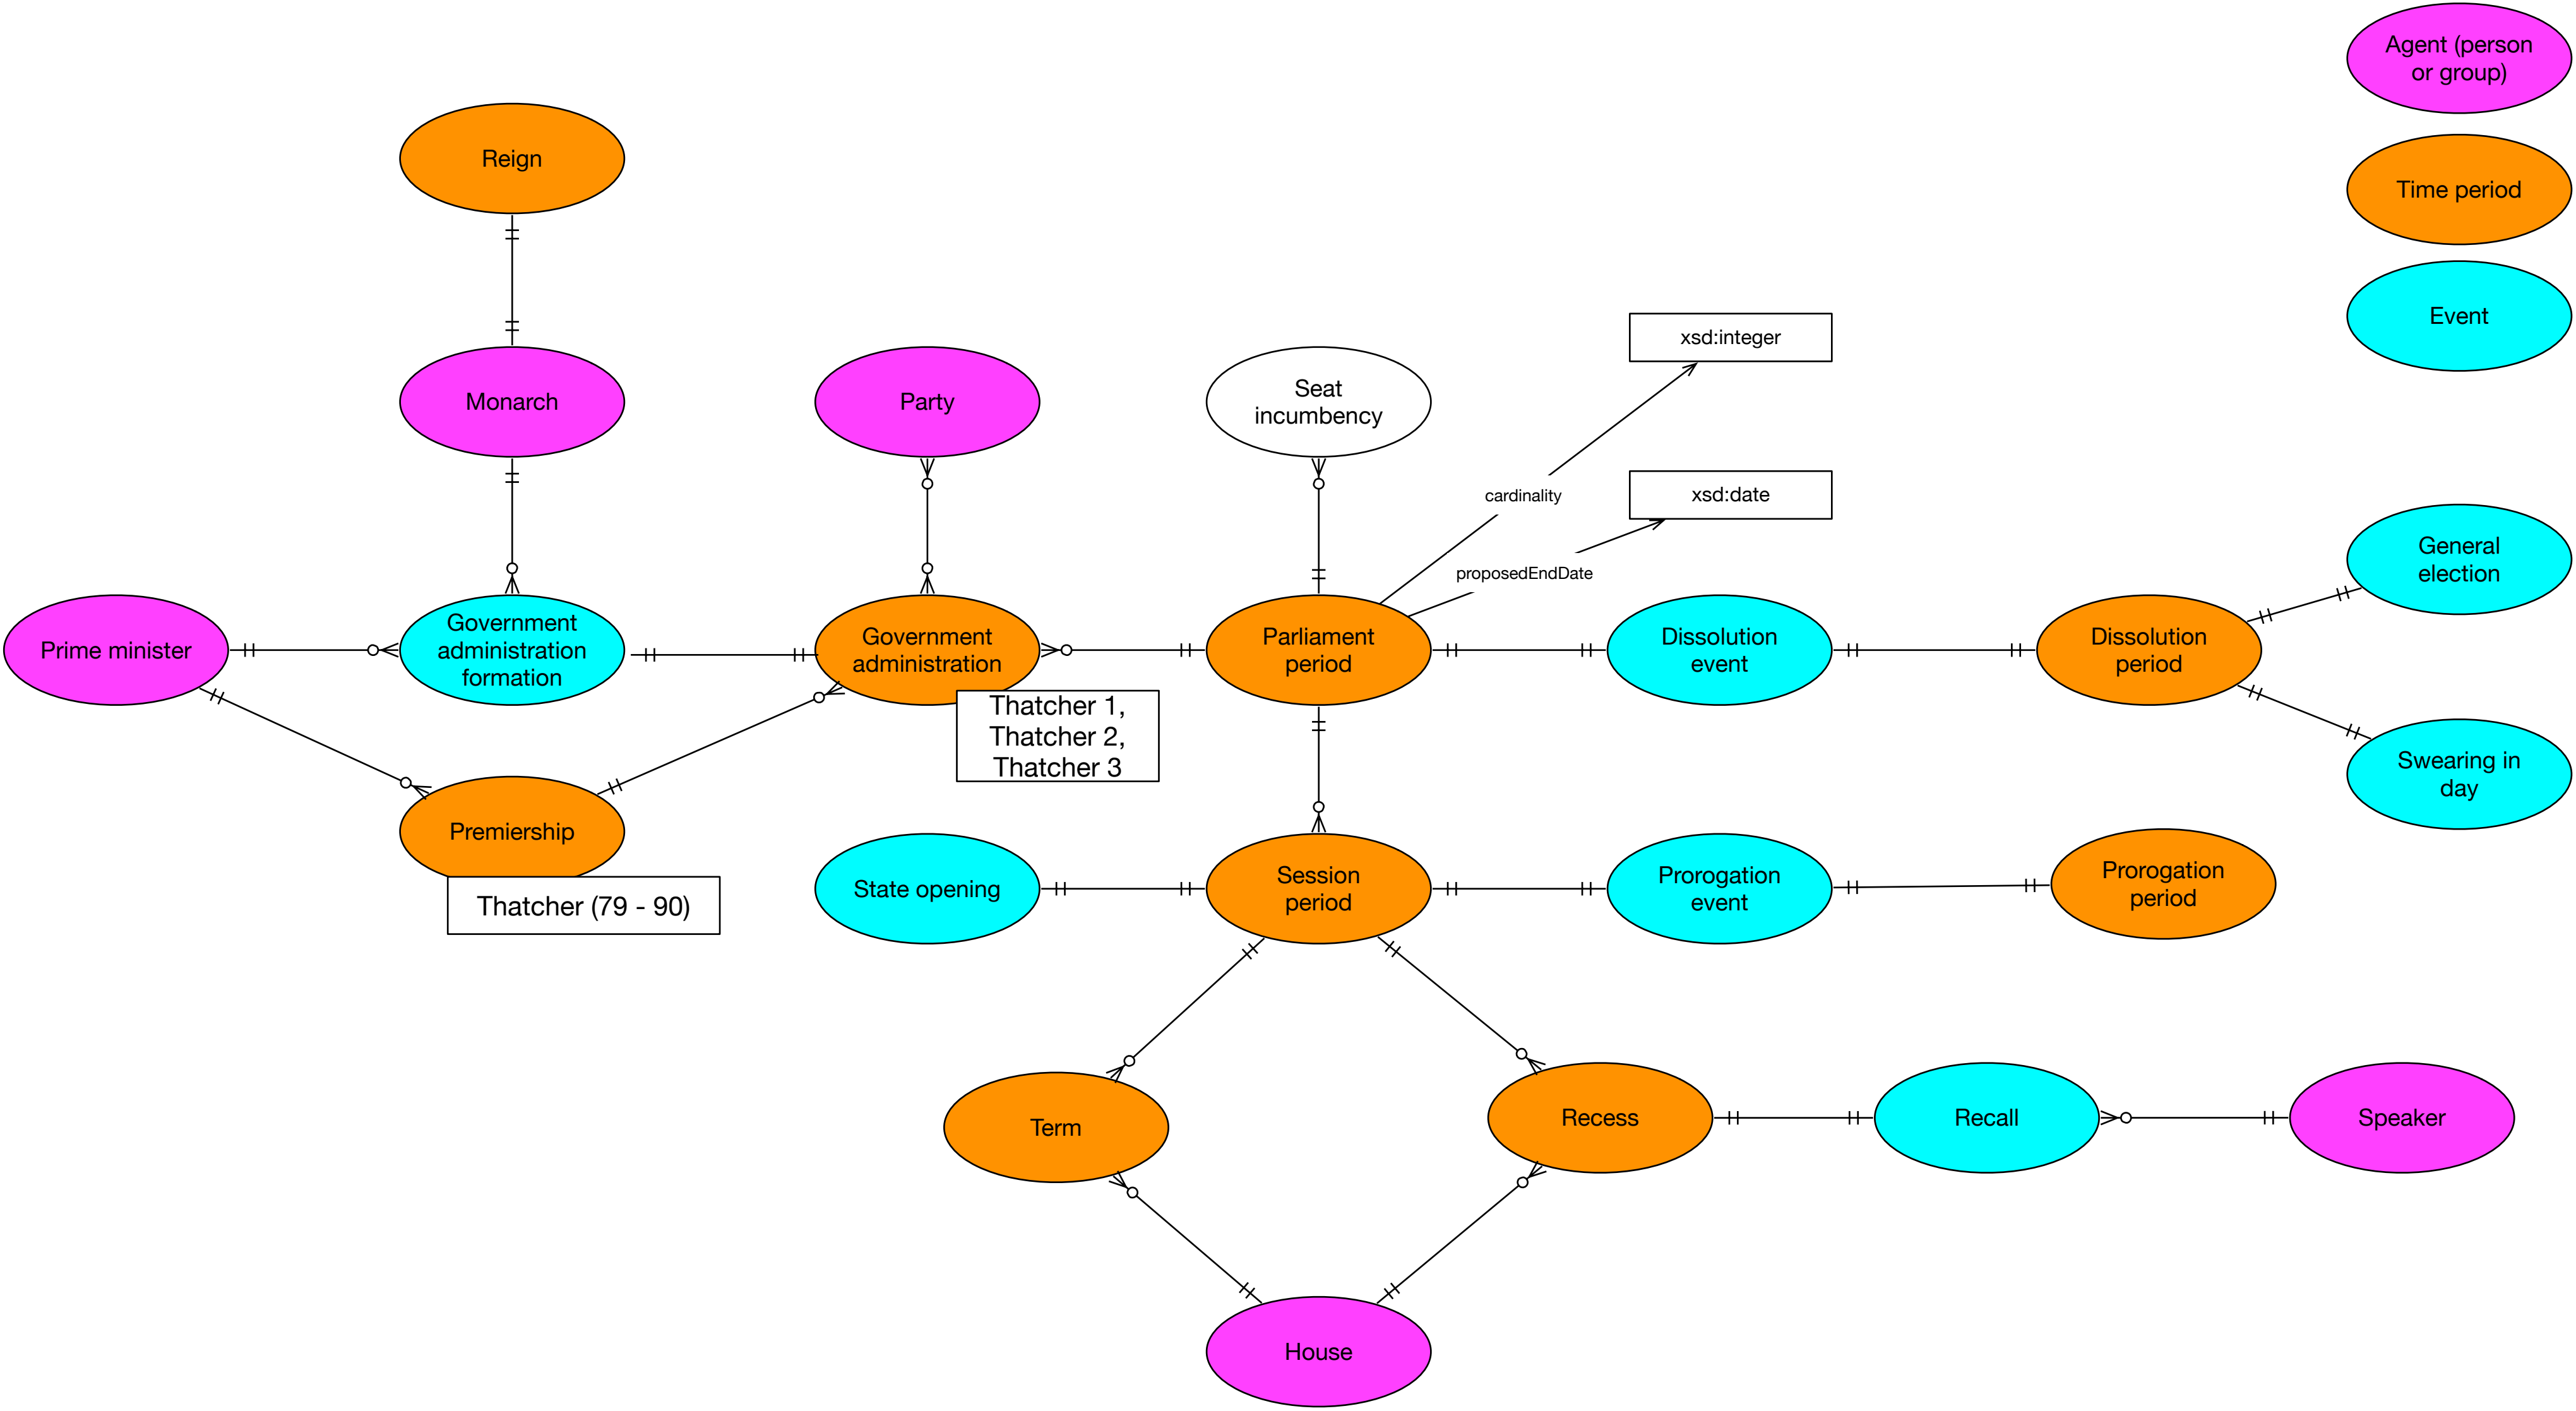 Agent (person
or group)
Reign
Time period
Event
xsd:integer
Monarch
Party
Seat
incumbency
cardinality
xsd:date
General
election
proposedEndDate
Prime minister
Government
administration
formation
Government
administration
Parliament
period
Dissolution
event
Dissolution
period
Thatcher 1,
Thatcher 2,
Thatcher 3
Swearing in
day
Premiership
Thatcher (79 - 90)
State opening
Session
period
Prorogation
event
Prorogation
period
Term
Recess
Recall
Speaker
House